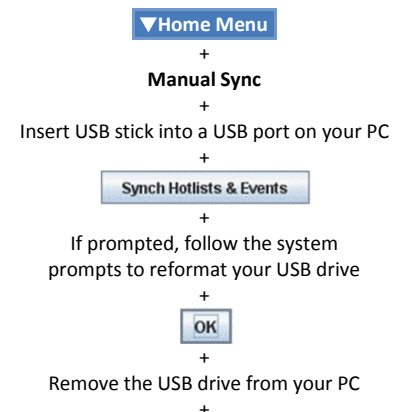 ▼Home Menu
+
Manual Sync
+
Insert USB stick into a USB port on your PC
+
Synch Hotlists & Events
+
If prompted, follow the system
prompts to reformat your USB drive
+
OK
+
Remove the USB drive from your PC
+